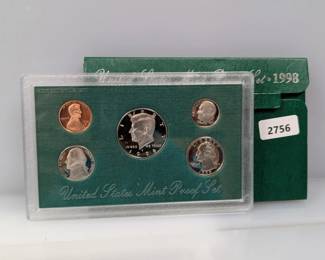 United States Mint Proof Set • 1998
2756
United States Mint Proof Set